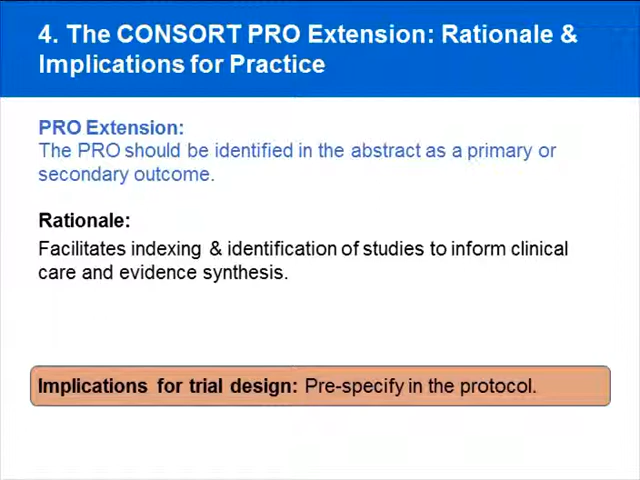 4. The CONSORT PRO Extension: Rationale &
Implications for Practice
PRO Extension:
The PRO should be identified in the abstract as a primary or
secondary outcome.
Rationale:
Facilitates indexing & identification of studies to inform clinical
care and evidence synthesis.
Implications for trial design: Pre-specify in the protocol.